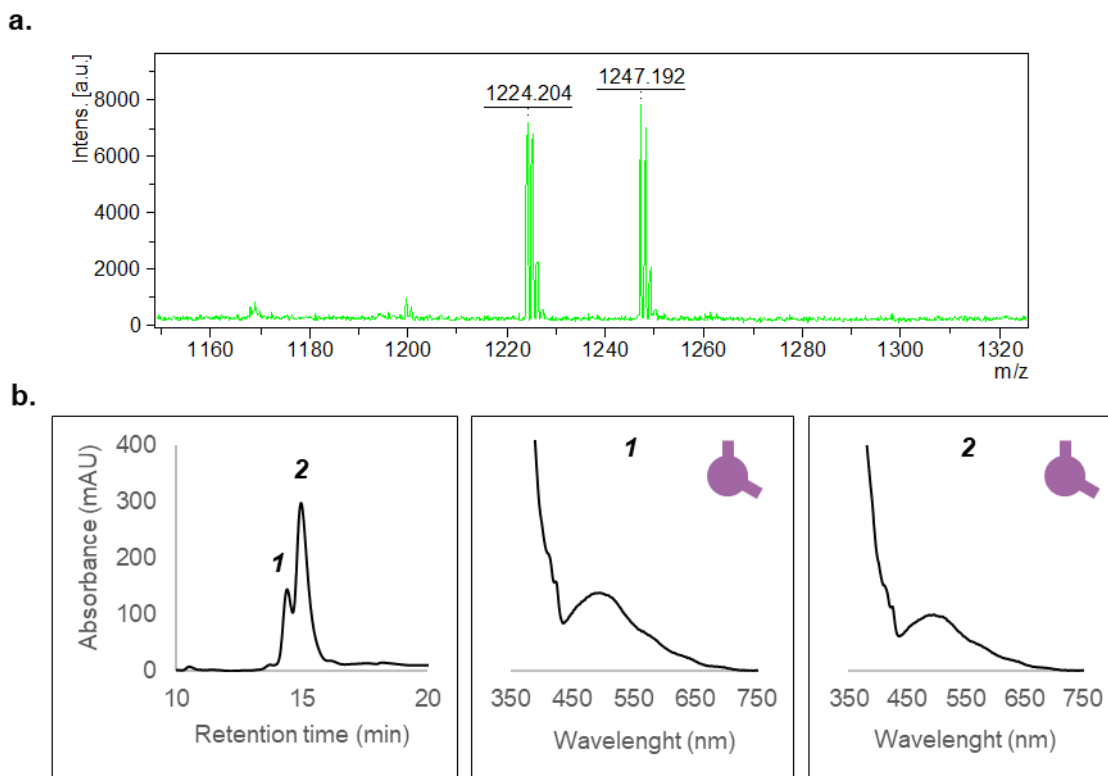 a.
1224.204
1247.192
Intens. [a.u.]
8000
6000
4000
2000
0
1160 1180 1200 1220 1240 1260 1280 1300 1320
m/z
b.
Absorbance (mAU)
400
300
200
100
0
1
2
10 15 20
Retention time (min)
1
350 450 550 650 750
Wavelenght (nm)
2
350 450 550 650 750
Wavelenght (nm)